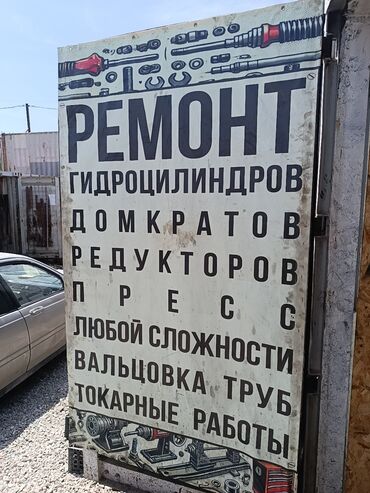 РЕМОНТ
ГИДРОЦИЛИНДРОВ
ДОМКРАТОВ
РЕДУКТОРОВ
ПРЕСС
ЛЮБОЙ СЛОЖНОСТИ
ВАЛЬЦОВКА ТРУБ
ТОКАРНЫЕ РАБОТЫ